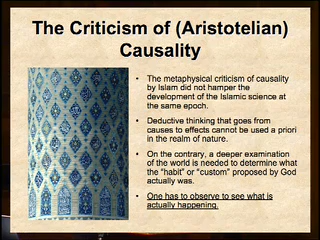 The Criticism of (Aristotelian)
Causality
• The metaphysical criticism of causality
by Islam did not hamper the
development of the Islamic science at
the same epoch.
• Deductive thinking that goes from
causes to effects cannot be used a priori
in the realm of nature.
• On the contrary, a deeper examination
of the world is needed to determine what
the "habit" or "custom" proposed by God
actually was.
• One has to observe to see what is
actually happening.